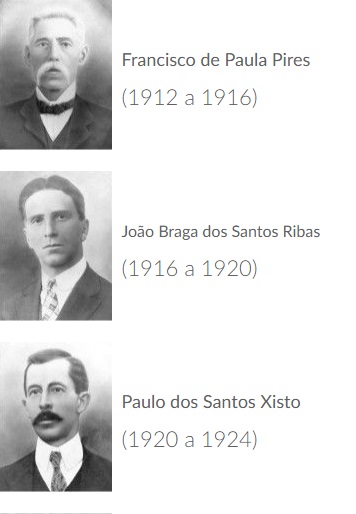 Francisco de Paula Pires
(1912 a 1916)
João Braga dos Santos Ribas
(1916 a 1920)
Paulo dos Santos Xisto
(1920 a 1924)